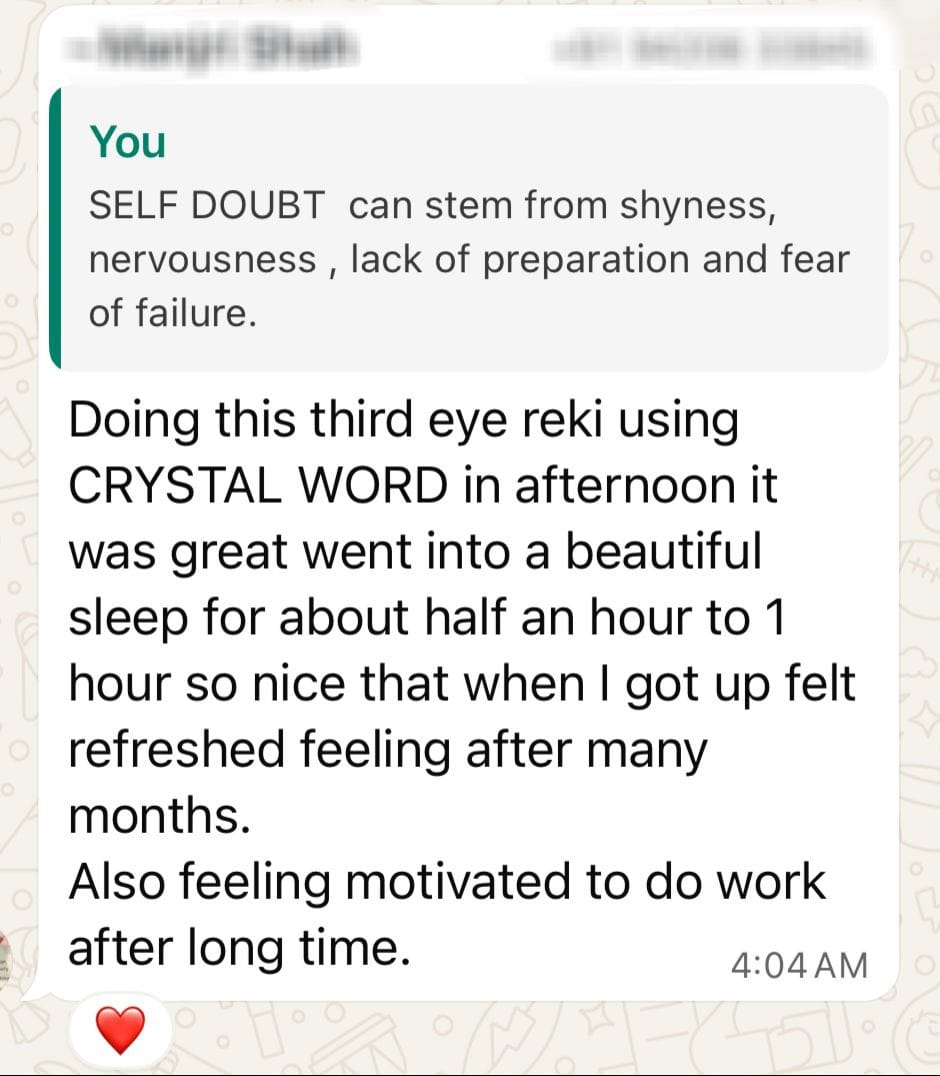 You
SELF DOUBT  can stem from shyness,
nervousness , lack of preparation and fear
of failure.
Doing this third eye reki using
CRYSTAL WORD in afternoon it
was great went into a beautiful
sleep for about half an hour to 1
hour so nice that when I got up felt
refreshed feeling after many
months.
Also feeling motivated to do work
after long time.
4:04 AM